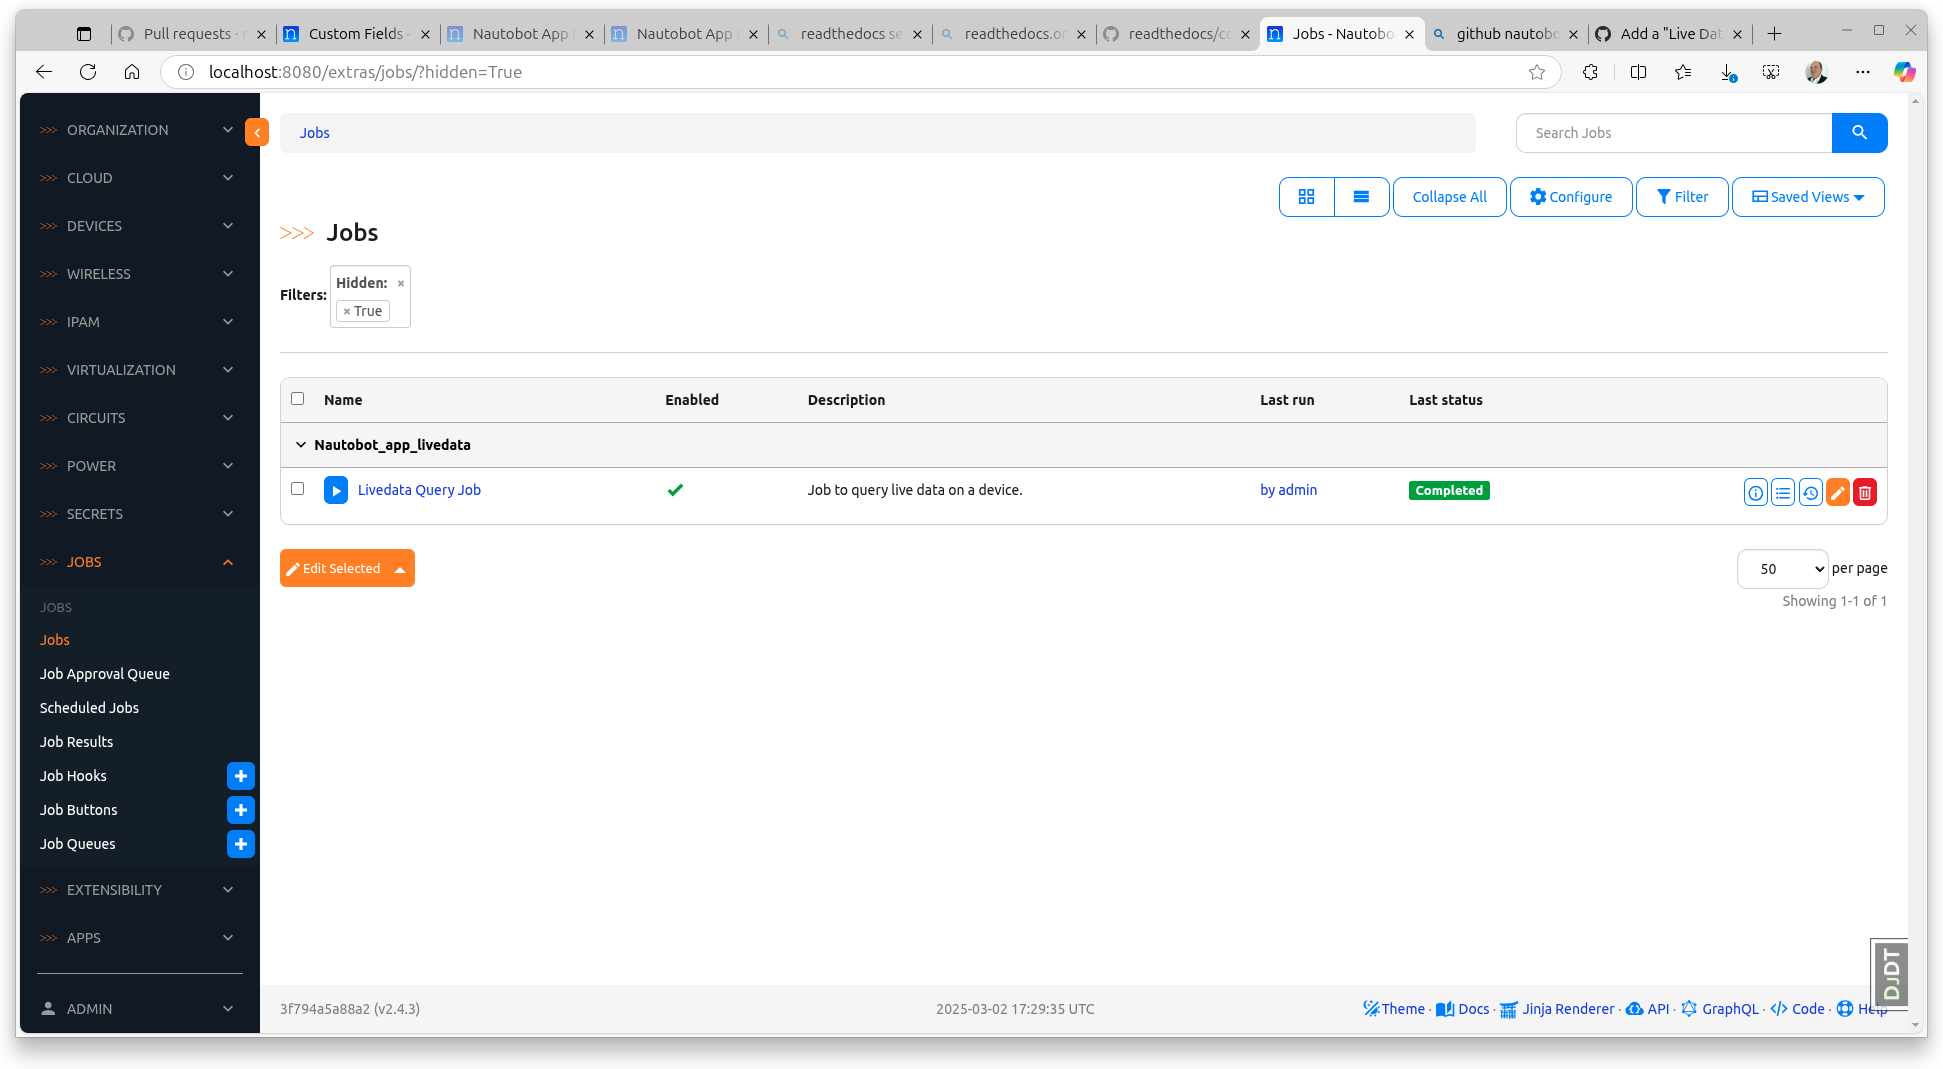 Pull requests ·
Custom Fields -
Nautobot App
Nautobot App
readthedocs se
readthedocs.or
readthedocs/cc
Jobs - Nautobo
github nautobo
Add a "Live Dat
localhost:8080/extras/jobs/?hidden=True
ORGANIZATION
CLOUD
DEVICES
WIRELESS
IPAM
VIRTUALIZATION
CIRCUITS
POWER
SECRETS
JOBS
JOBS
Jobs
Job Approval Queue
Scheduled Jobs
Job Results
Job Hooks
Job Buttons
Job Queues
EXTENSIBILITY
APPS
ADMIN
Jobs
Search Jobs
Collapse All
Configure
Filter
Saved Views
>>> Jobs
Filters:
Hidden: ×
× True
Name Enabled Description Last run Last status
Nautobot_app_livedata
Livedata Query Job Job to query live data on a device. by admin Completed
Edit Selected
50 per page
Showing 1-1 of 1
DJDT
3f794a5a88a2 (v2.4.3)
2025-03-02 17:29:35 UTC
Theme · Docs · Jinja Renderer · API · GraphQL · Code · Help